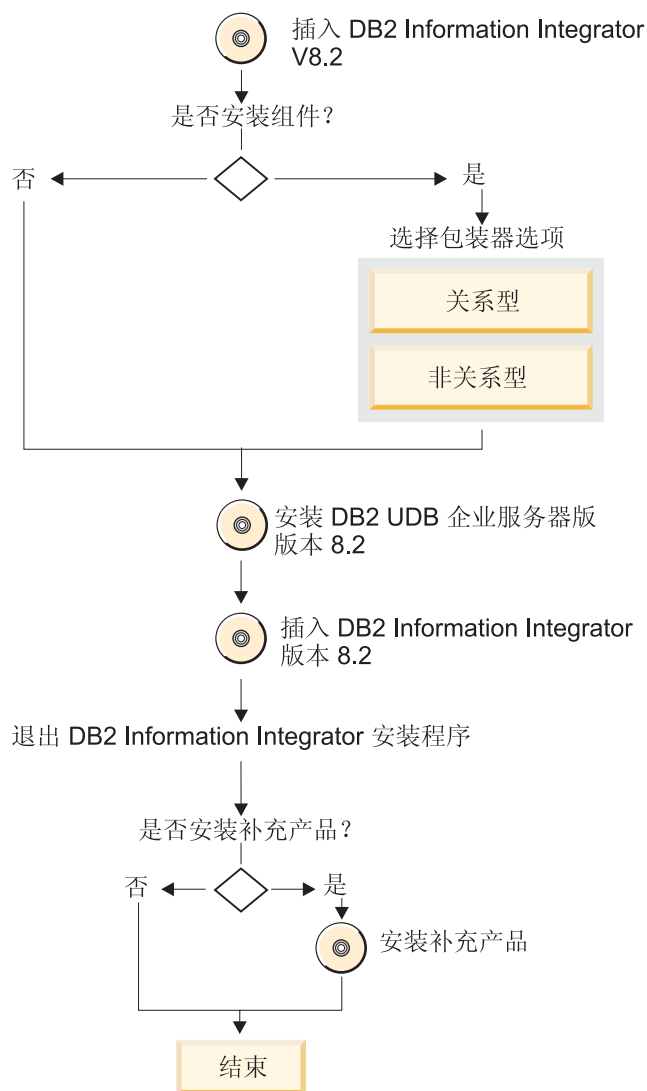 插入 DB2 Information Integrator
V8.2
是否安装组件?
否
是
选择包装器选项
关系型
非关系型
安装 DB2 UDB 企业服务器版
版本 8.2
插入 DB2 Information Integrator
版本 8.2
退出 DB2 Information Integrator 安装程序
是否安装补充产品?
否
是
安装补充产品
结束